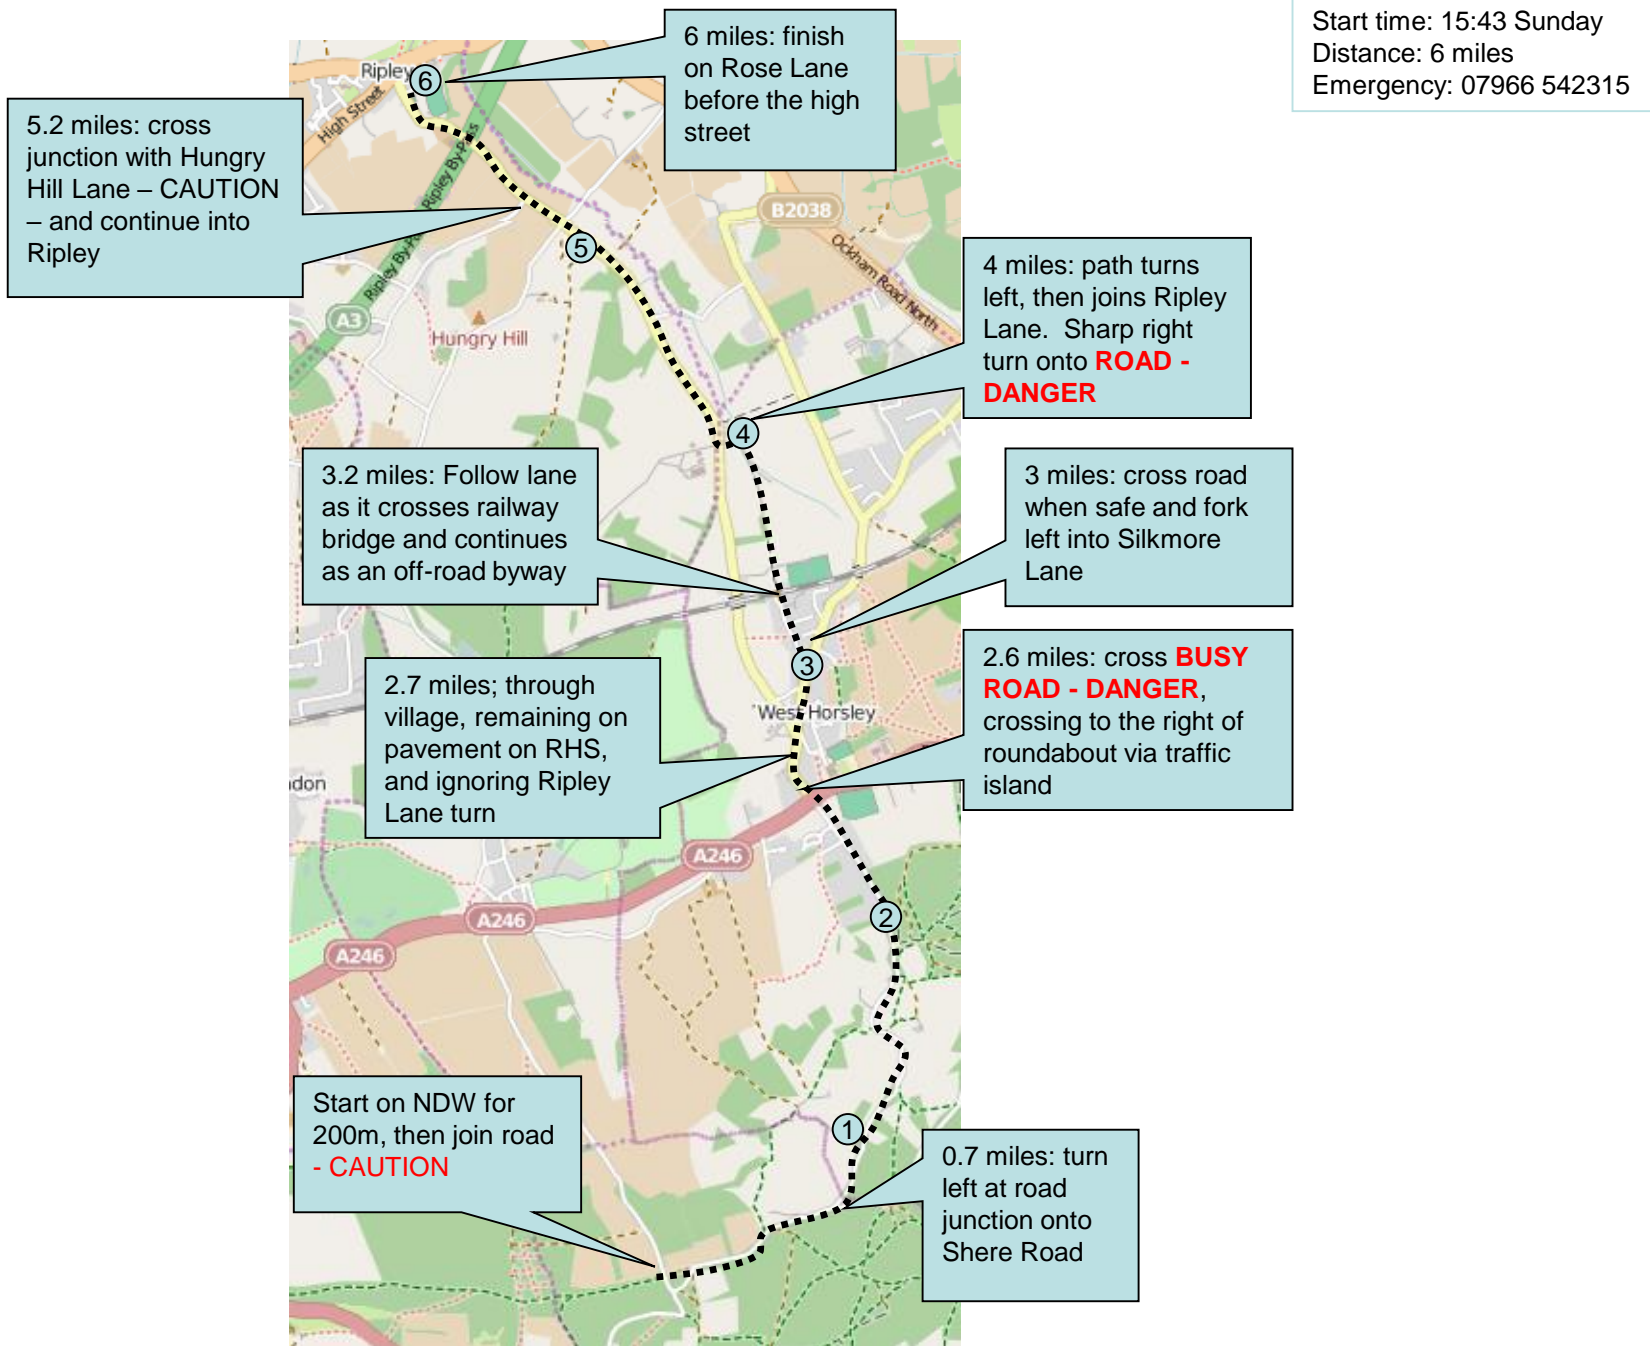 Start time: 15:43 Sunday
Distance: 6 miles
Emergency: 07966 542315
6 miles: finish
on Rose Lane
before the high
street
Ripley
6
High Street
Ripley By-Pass
5.2 miles: cross
junction with Hungry
Hill Lane – CAUTION
– and continue into
Ripley
B2038
Ockham Road North
5
Ripley By-Pass
A3
Hungry Hill
4 miles: path turns
left, then joins Ripley
Lane.  Sharp right
turn onto ROAD -
DANGER
4
3.2 miles: Follow lane
as it crosses railway
bridge and continues
as an off-road byway
3 miles: cross road
when safe and fork
left into Silkmore
Lane
3
2.7 miles; through
village, remaining on
pavement on RHS,
and ignoring Ripley
Lane turn
West Horsley
2.6 miles: cross BUSY
ROAD - DANGER,
crossing to the right of
roundabout via traffic
island
don
A246
A246
2
A246
Start on NDW for
200m, then join road
- CAUTION
1
0.7 miles: turn
left at road
junction onto
Shere Road